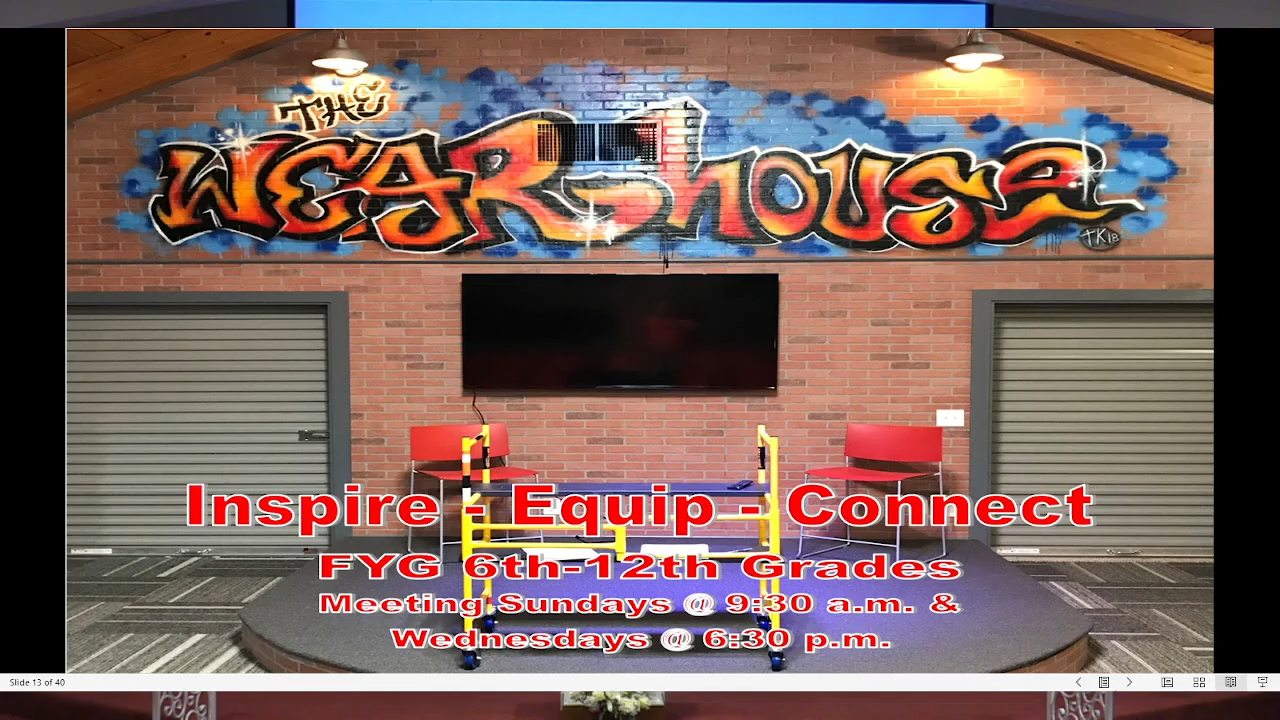 THE
WEAR house
TK18
Inspire - Equip - Connect
FYG 6th-12th Grades
Meeting Sundays @ 9:30 a.m. &
Wednesdays @ 6:30 p.m.
Slide 13 of 40